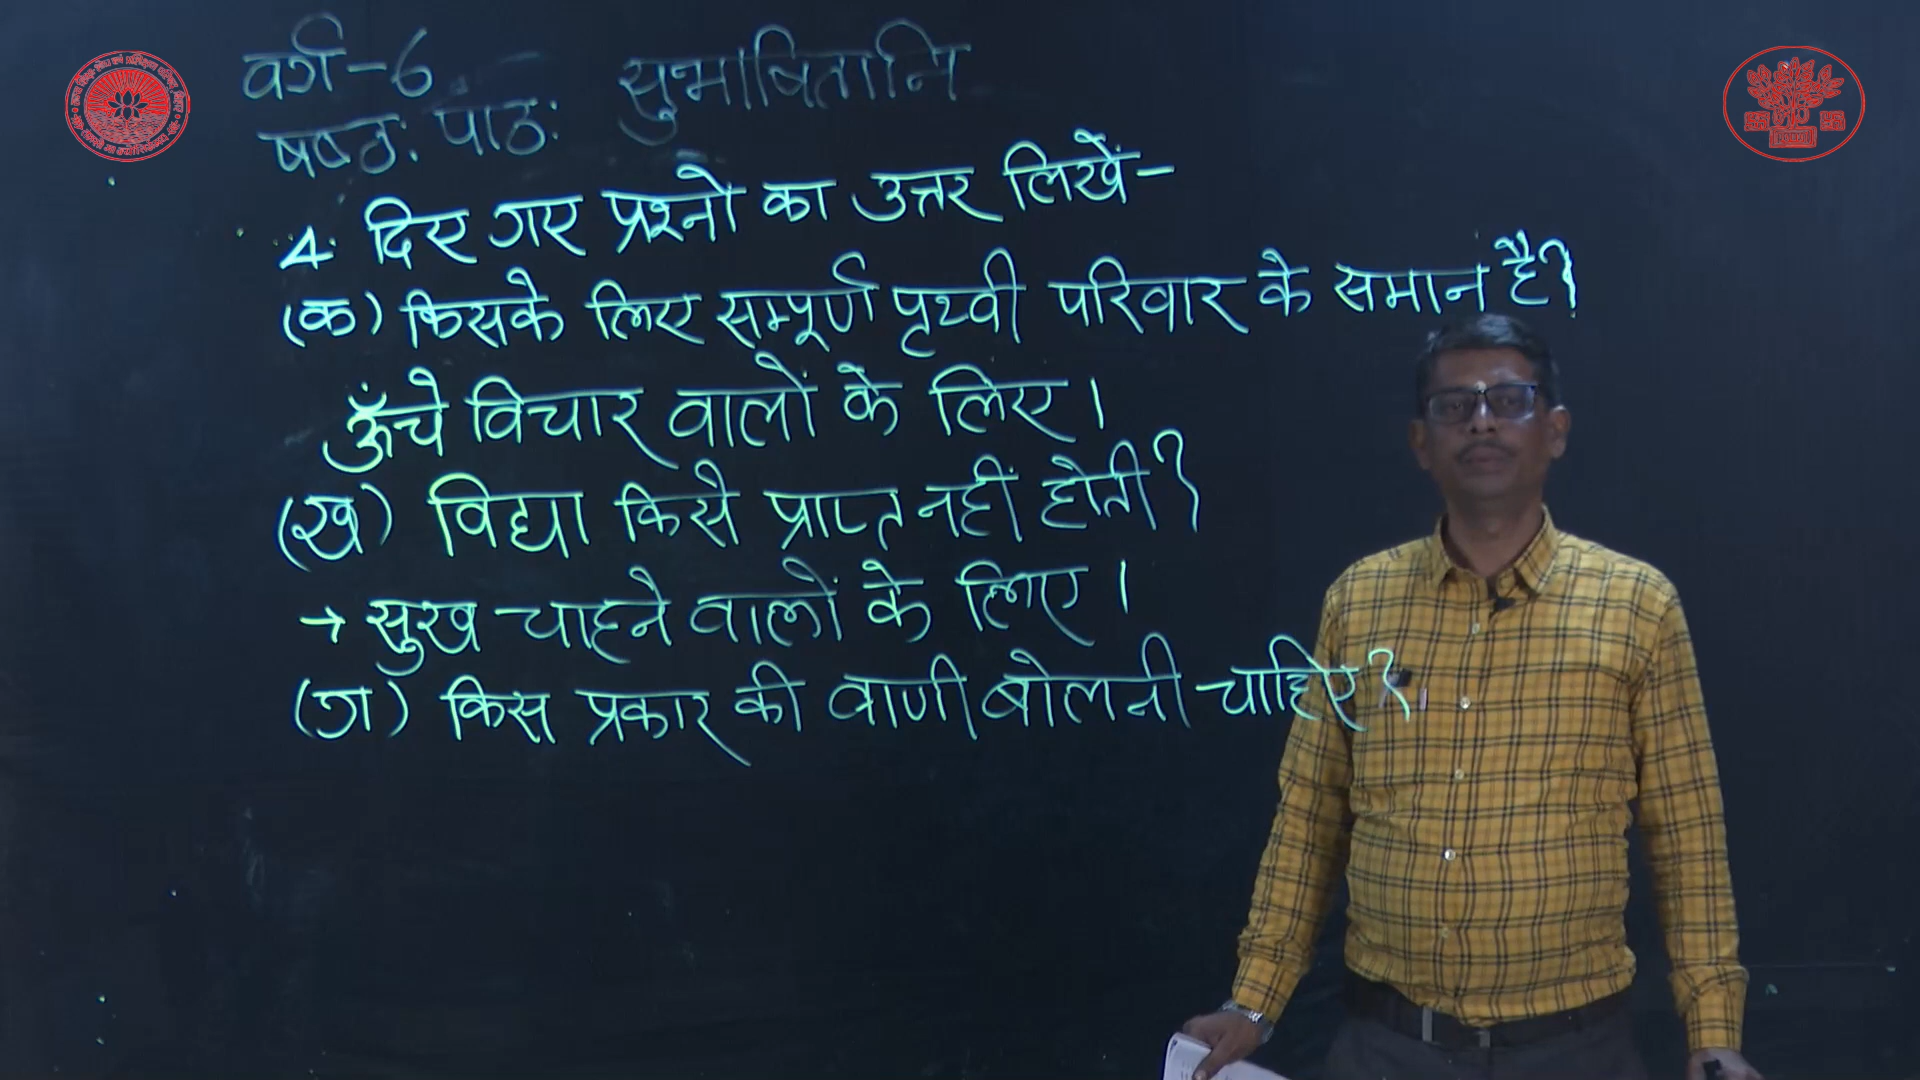 वर्ग-6
षष्ठः पाठः सुभाषितानि
4. दिए गए प्रश्नों का उत्तर लिखें-
(क) किसके लिए सम्पूर्ण पृथ्वी परिवार के समान है?
ऊँचे विचार वालों के लिए।
(ख) विद्या किसे प्राप्त नहीं होती?
→ सुख चाहने वालों के लिए।
(ग) किस प्रकार की वाणी बोलनी चाहिए?